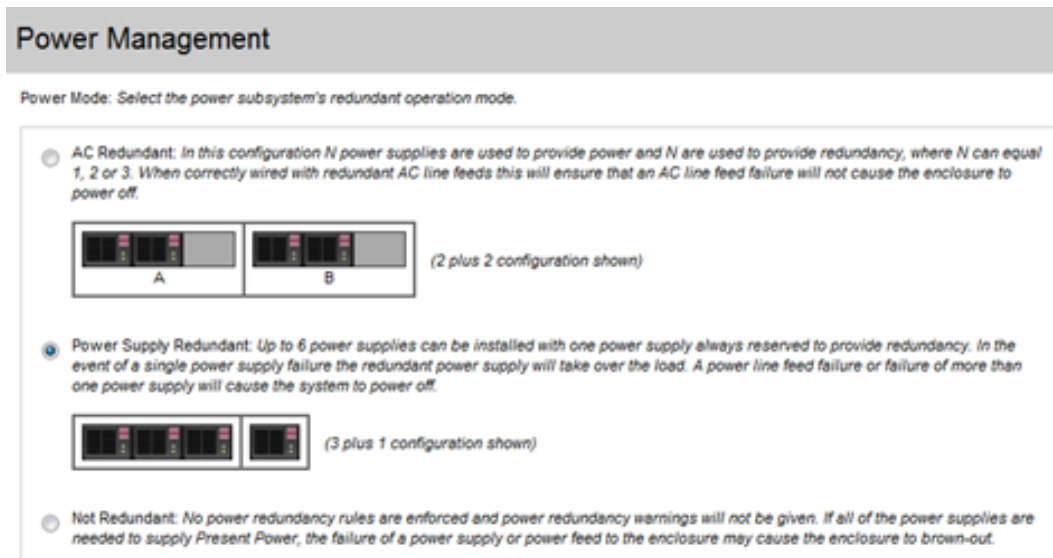 Power Management
Power Mode: Select the power subsystem's redundant operation mode.
AC Redundant: In this configuration N power supplies are used to provide power and N are used to provide redundancy, where N can equal
1, 2 or 3. When correctly wired with redundant AC line feeds this will ensure that an AC line feed failure will not cause the enclosure to
power off.
A
B
(2 plus 2 configuration shown)
Power Supply Redundant: Up to 6 power supplies can be installed with one power supply always reserved to provide redundancy. In the
event of a single power supply failure the redundant power supply will take over the load. A power line feed failure or failure of more than
one power supply will cause the system to power off.
(3 plus 1 configuration shown)
Not Redundant: No power redundancy rules are enforced and power redundancy warnings will not be given. If all of the power supplies are
needed to supply Present Power, the failure of a power supply or power feed to the enclosure may cause the enclosure to brown-out.